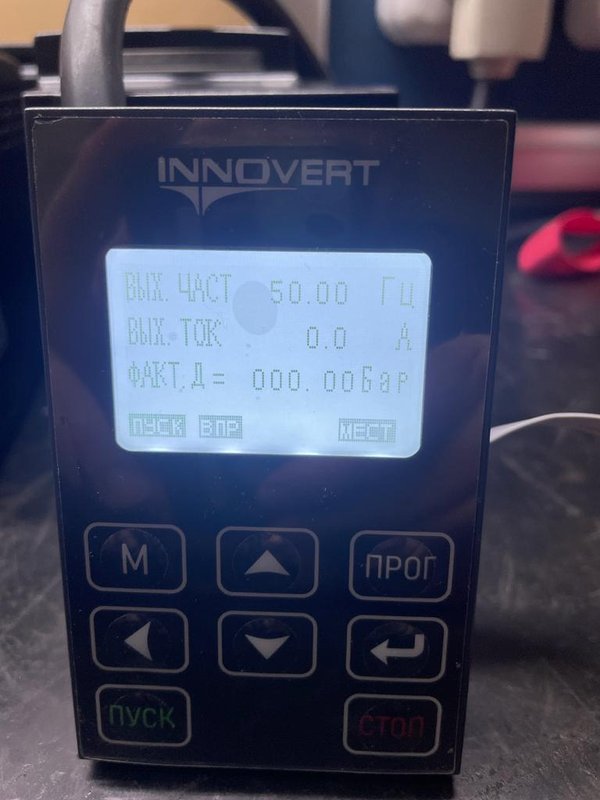 INNOVERT
ВЫХ. ЧАСТ 50.00 Гц
ВЫХ. ТОК 0.0 А
ФАКТ.Д= 000.00бар
ПУСК ВПР МЕСТ
М ПРОГ
ПУСК СТОП